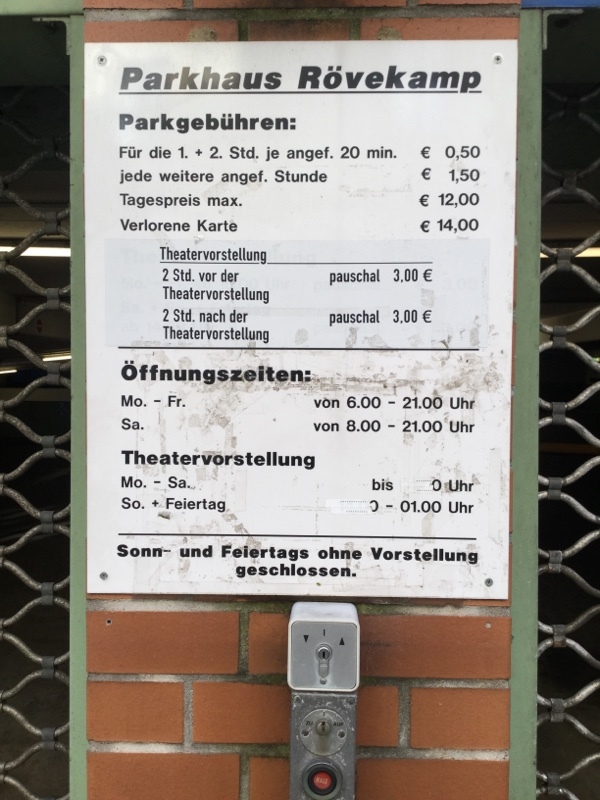 Parkhaus Rövekamp
Parkgebühren:
Für die 1. + 2. Std. je angef. 20 min. € 0,50
jede weitere angef. Stunde € 1,50
Tagespreis max. € 12,00
Verlorene Karte € 14,00
Theatervorstellung
2 Std. vor der pauschal 3,00 €
Theatervorstellung
2 Std. nach der pauschal 3,00 €
Theatervorstellung
Öffnungszeiten:
Mo. - Fr. von 6.00 - 21.00 Uhr
Sa. von 8.00 - 21.00 Uhr
Theatervorstellung
Mo. - Sa. bis Uhr
So. + Feiertag - 01.00 Uhr
Sonn- und Feiertags ohne Vorstellung
geschlossen.